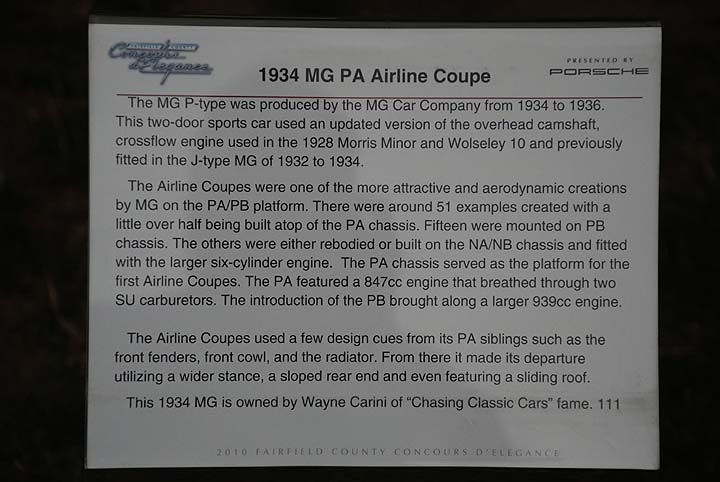 FAIRFIELD COUNTY
Concours
d'Elegance
PRESENTED BY
PORSCHE
1934 MG PA Airline Coupe
The MG P-type was produced by the MG Car Company from 1934 to 1936.
This two-door sports car used an updated version of the overhead camshaft,
crossflow engine used in the 1928 Morris Minor and Wolseley 10 and previously
fitted in the J-type MG of 1932 to 1934.
The Airline Coupes were one of the more attractive and aerodynamic creations
by MG on the PA/PB platform. There were around 51 examples created with a
little over half being built atop of the PA chassis. Fifteen were mounted on PB
chassis. The others were either rebodied or built on the NA/NB chassis and fitted
with the larger six-cylinder engine. The PA chassis served as the platform for the
first Airline Coupes. The PA featured a 847cc engine that breathed through two
SU carburetors. The introduction of the PB brought along a larger 939cc engine.
The Airline Coupes used a few design cues from its PA siblings such as the
front fenders, front cowl, and the radiator. From there it made its departure
utilizing a wider stance, a sloped rear end and even featuring a sliding roof.
This 1934 MG is owned by Wayne Carini of “Chasing Classic Cars” fame. 111
2010 FAIRFIELD COUNTY CONCOURS D'ELEGANCE